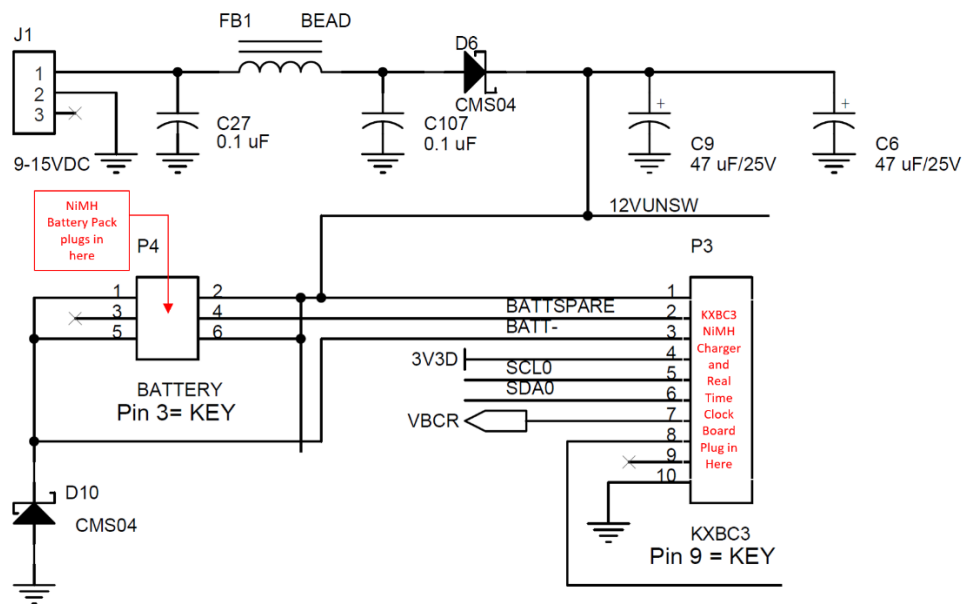 FB1
BEAD
J1
D6
1
2
3
CMS04
C27
0.1 uF
C107
0.1 uF
C9
47 uF/25V
C6
47 uF/25V
9-15VDC
NiMH
Battery Pack
plugs in
here
12VUNSW
P4
P3
1
3
5
2
4
6
BATTSPARE
BATT-
3V3D
SCL0
SDA0
VBCR
1
2
3
4
5
6
7
8
9
10
KXBC3
NiMH
Charger
and
Real
Time
Clock
Board
Plug in
Here
BATTERY
Pin 3= KEY
D10
CMS04
KXBC3
Pin 9 = KEY
+
+